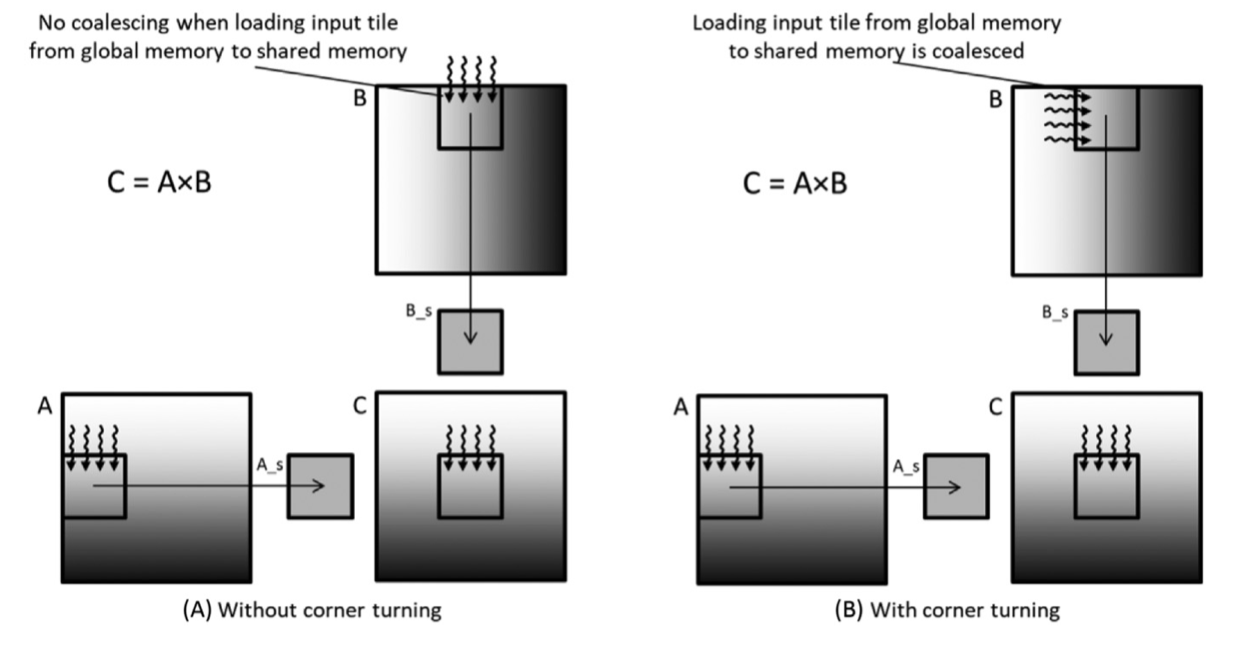 No coalescing when loading input tile
from global memory to shared memory
B
C = A×B
B_s
A
A_s
C
(A) Without corner turning
Loading input tile from global memory
to shared memory is coalesced
B
C = A×B
B_s
A
A_s
C
(B) With corner turning